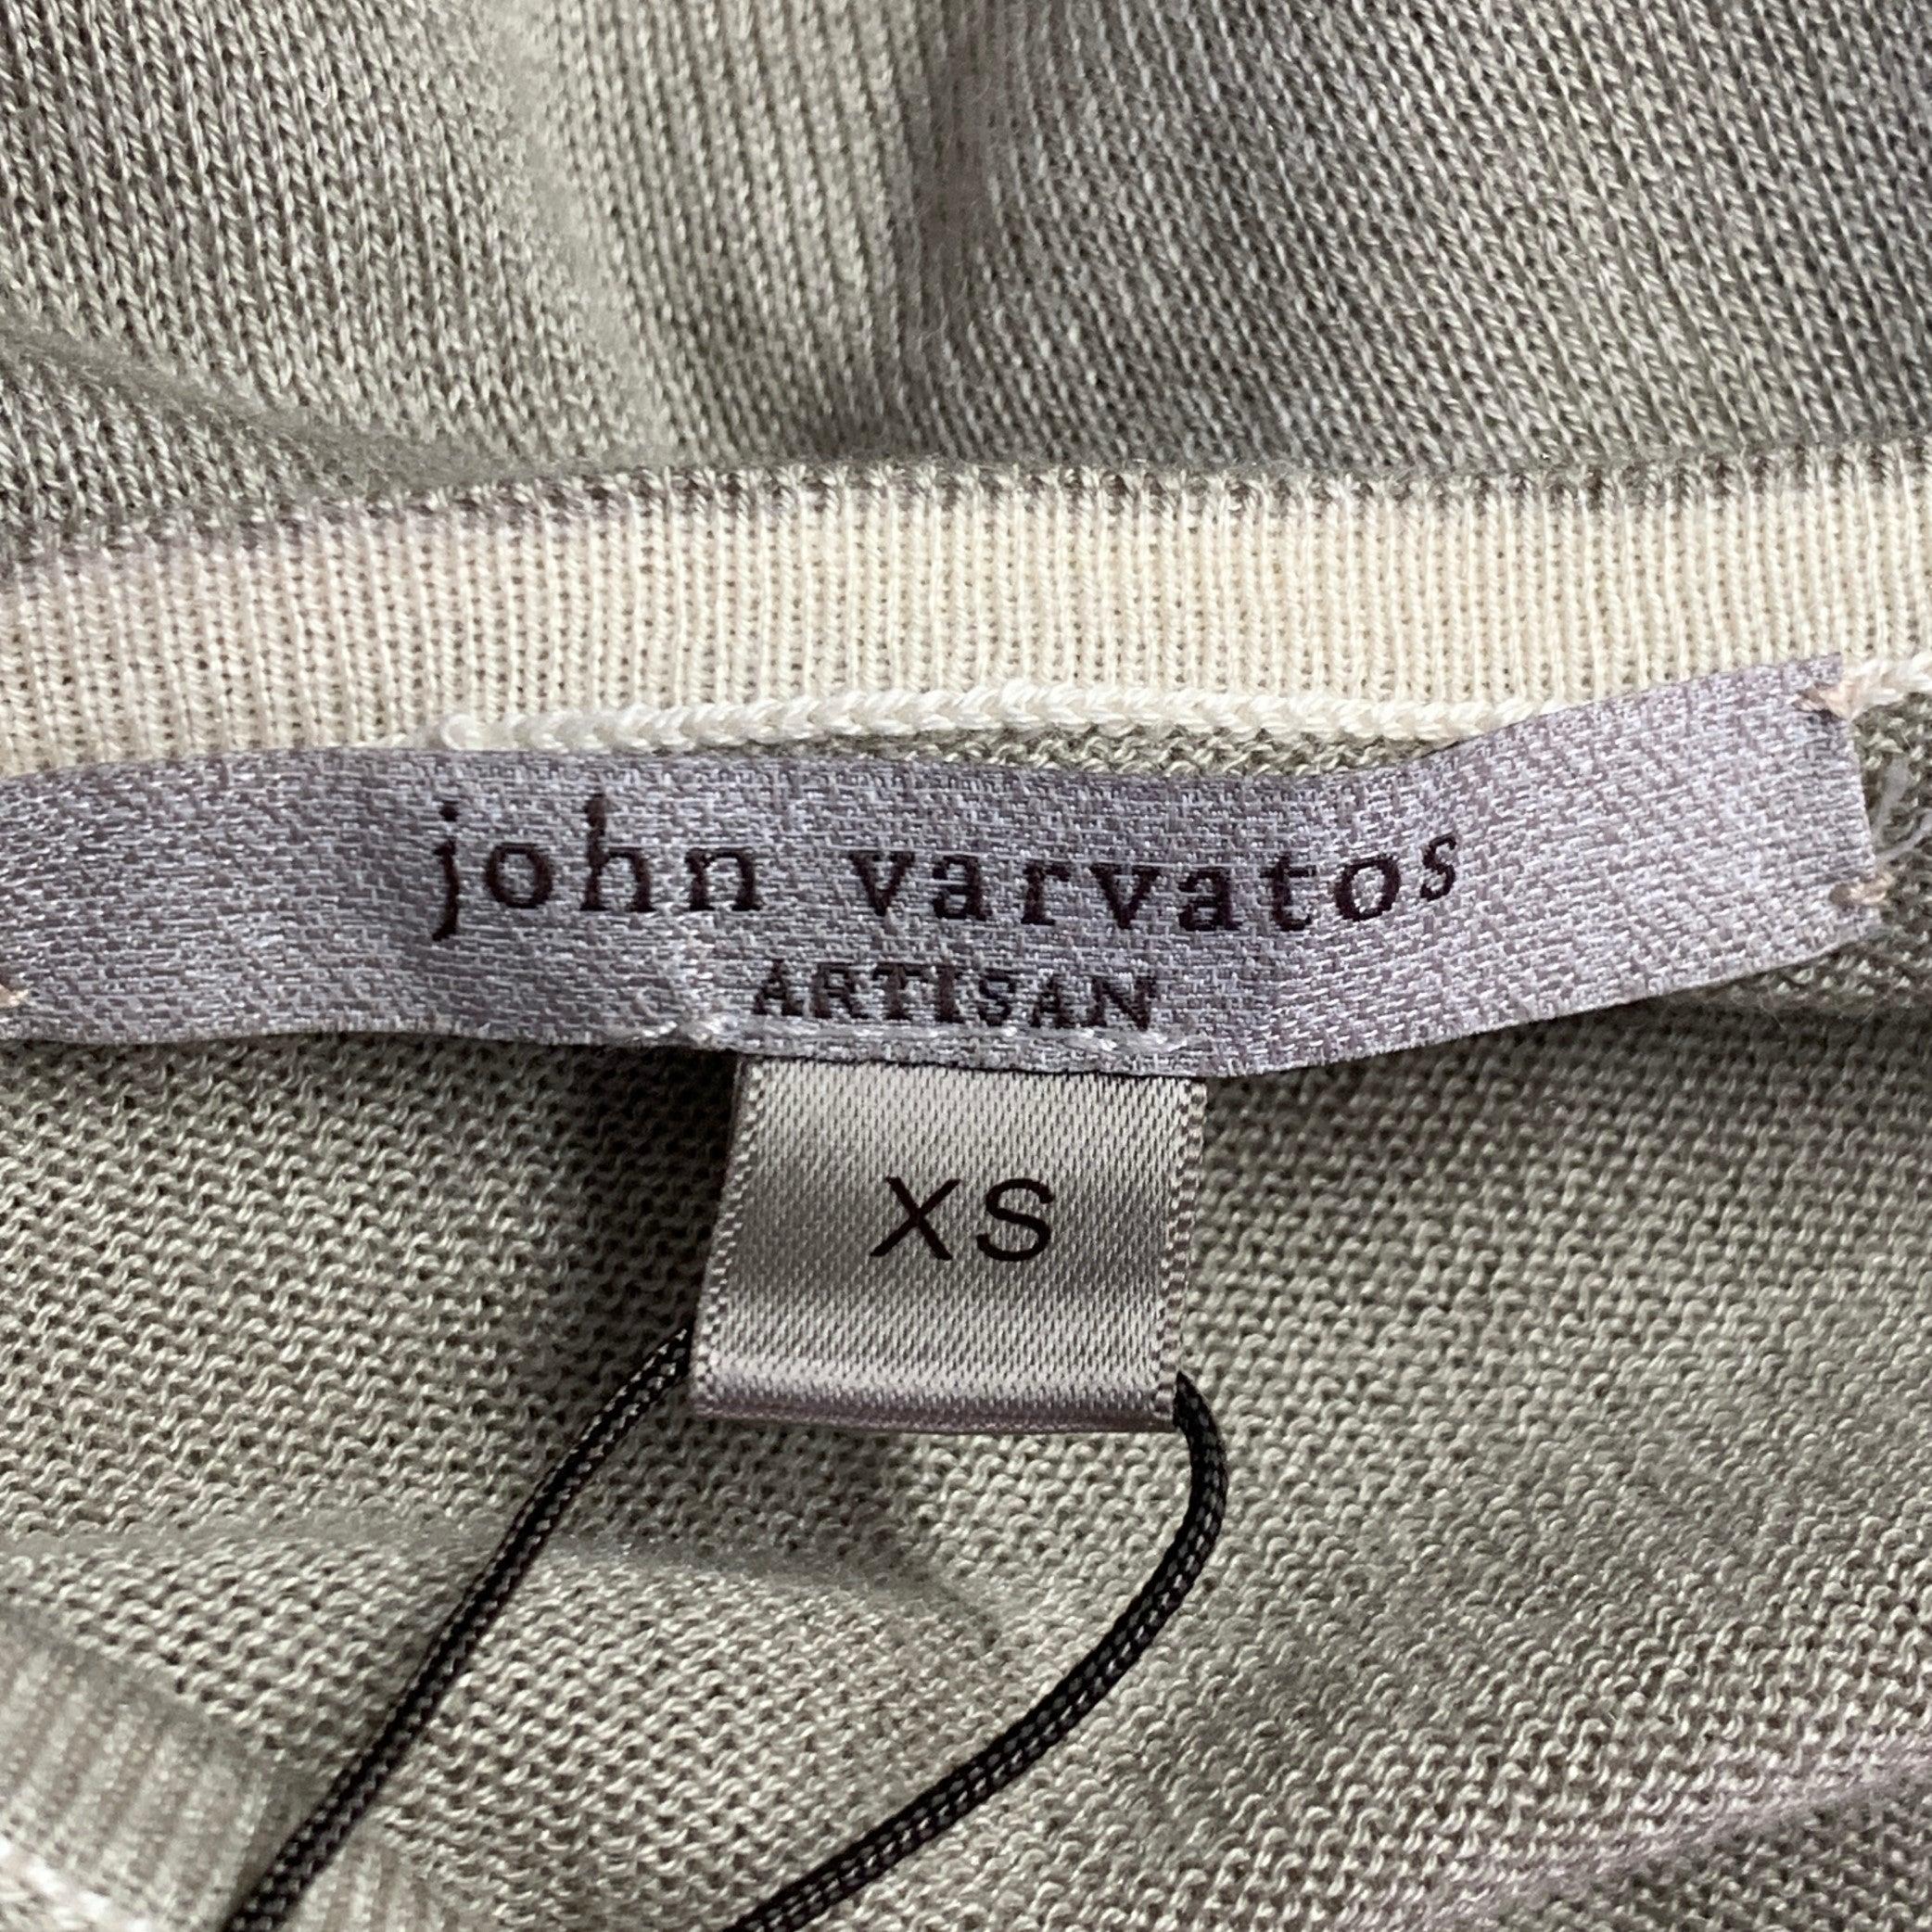 john varvatos
ARTISAN
XS